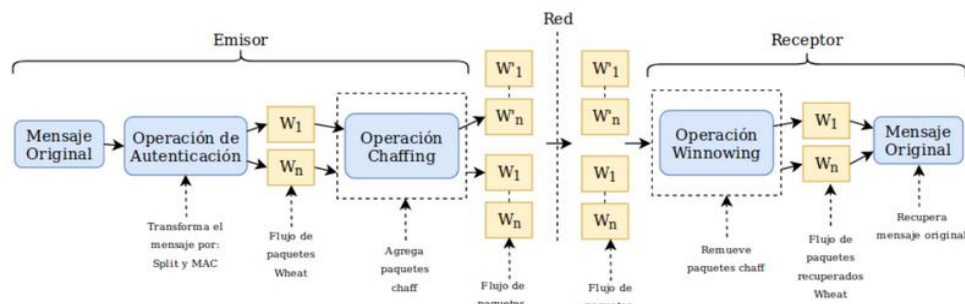 Red
Emisor
Receptor
W'1
W'n
W'1
W'n
Mensaje
Original
Operación de
Autenticación
W1
Wn
Operación
Chaffing
W1
Wn
W1
Wn
Operación
Winnowing
W1
Wn
Mensaje
Original
Transforma el
mensaje por:
Split y MAC
Flujo de
paquetes
Wheat
Agrega
paquetes
chaff
Flujo de
paquetes
Flujo de
Remueve
paquetes chaff
Flujo de
paquetes
recuperados
Wheat
Recupera
mensaje original